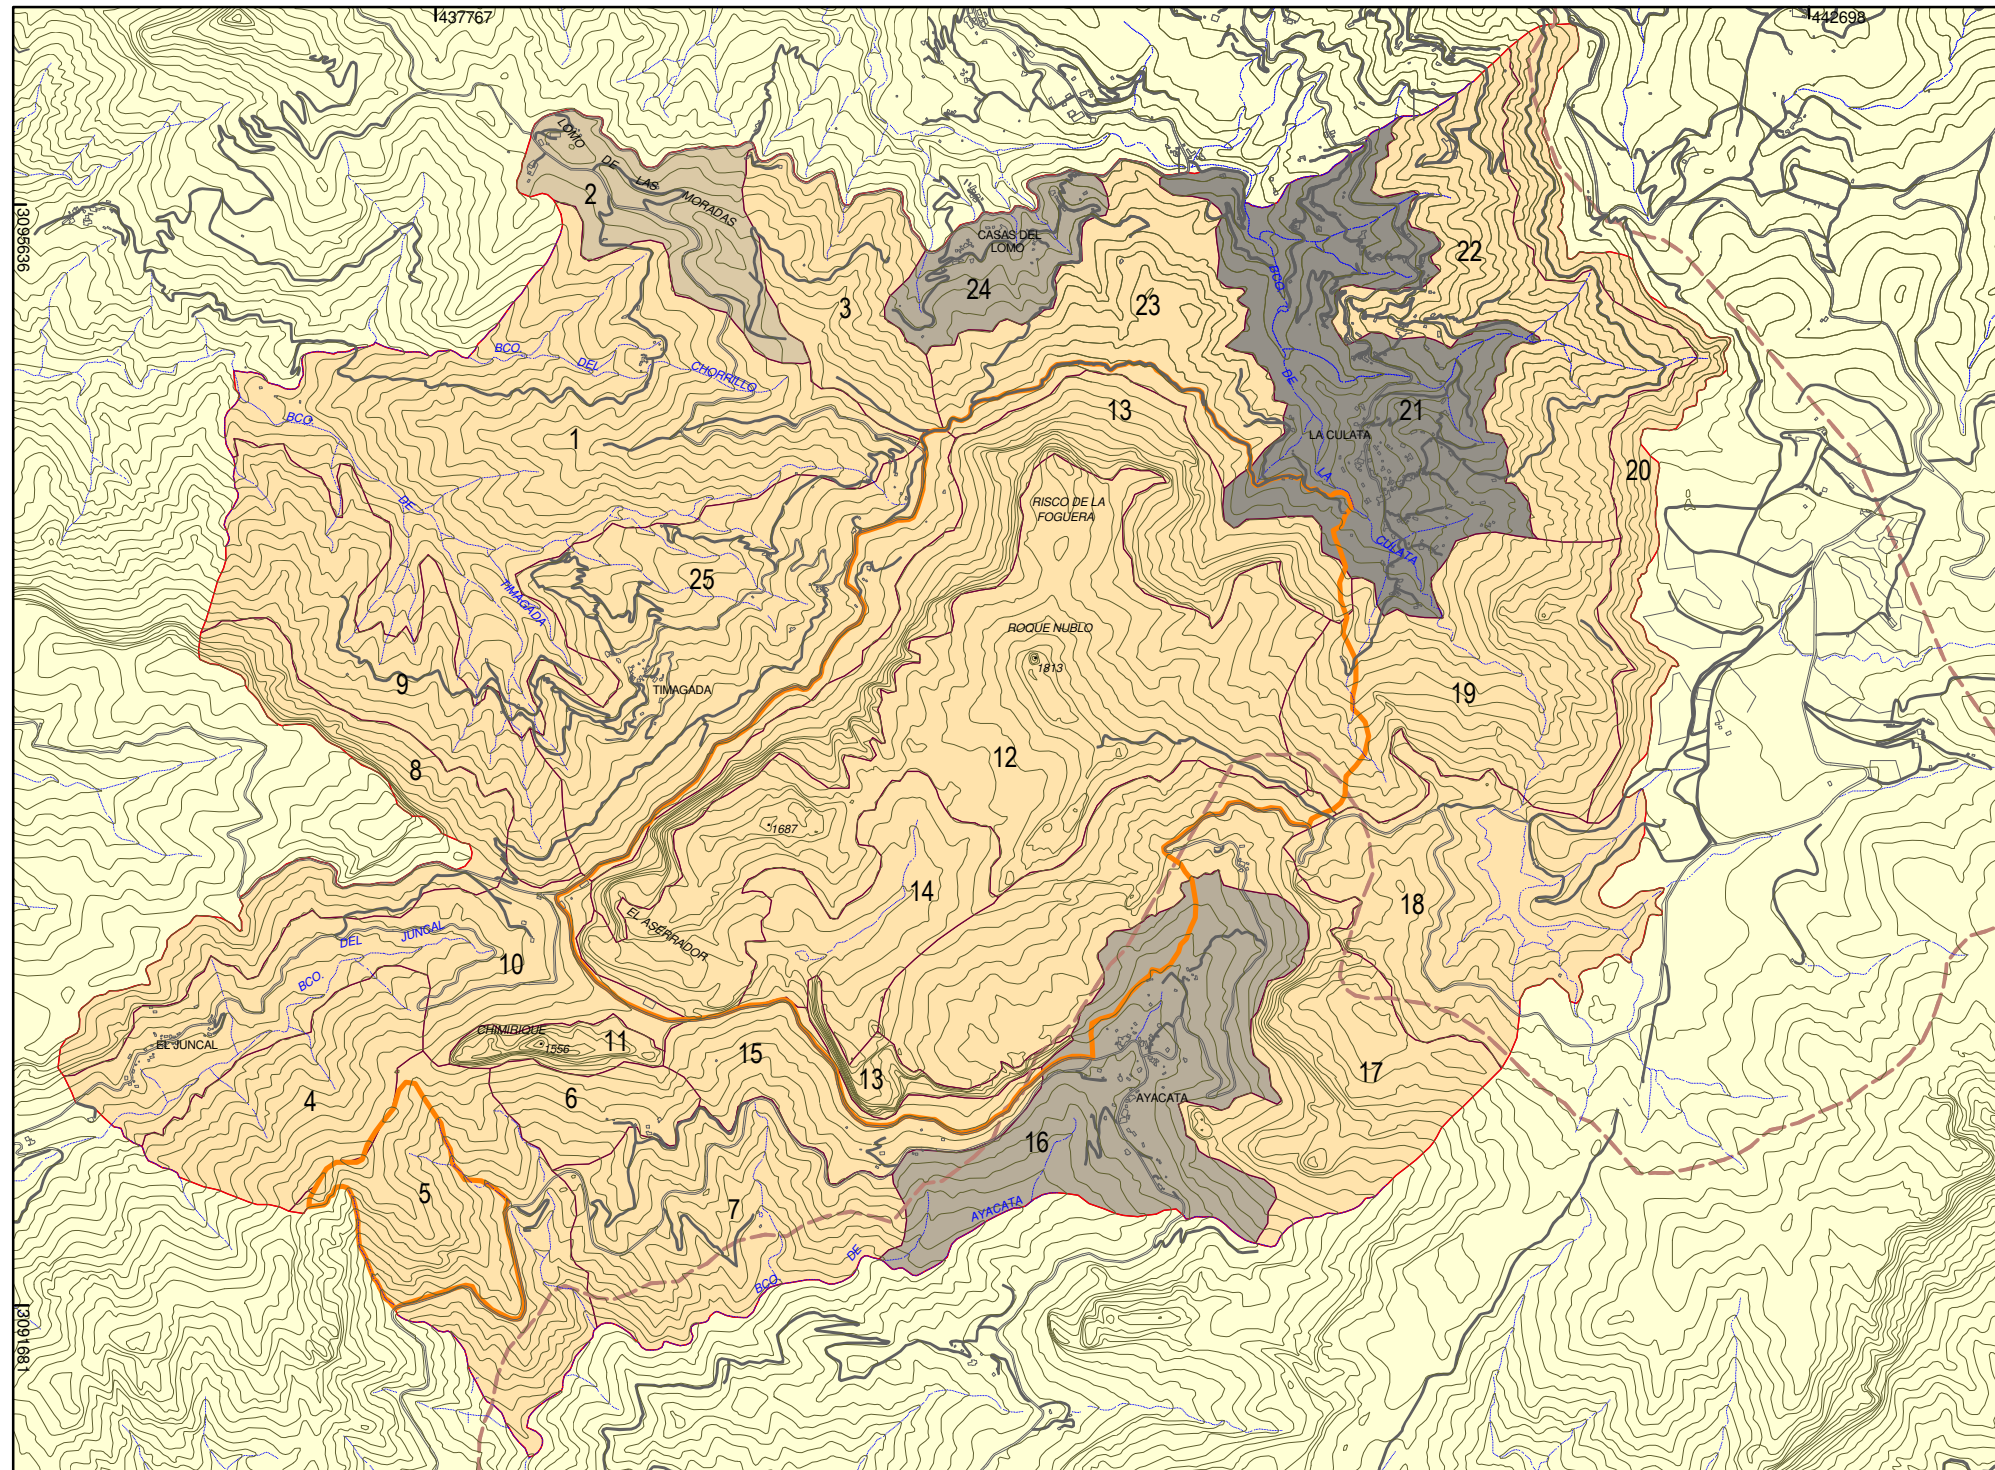 437767
442698
3095636
3091681
LOMO
DE
LAS
MORADAS
2
3
CASAS DEL
LOMO
24
23
22
BCO.
DE
LA
CULATA
21
LA CULATA
20
BCO.
DEL
CHORRILLO
1
13
BCO.
DE
TIMAGADA
RISCO DE LA
FOGUERA
25
ROQUE NUBLO
1813
9
TIMAGADA
19
8
12
1687
14
18
EL ASERRADOR
BCO.
DEL
JUNCAL
10
CHIMIRIQUE
1556
11
15
EL JUNCAL
13
17
4
6
AYACATA
16
5
7
BCO.
DE
AYACATA